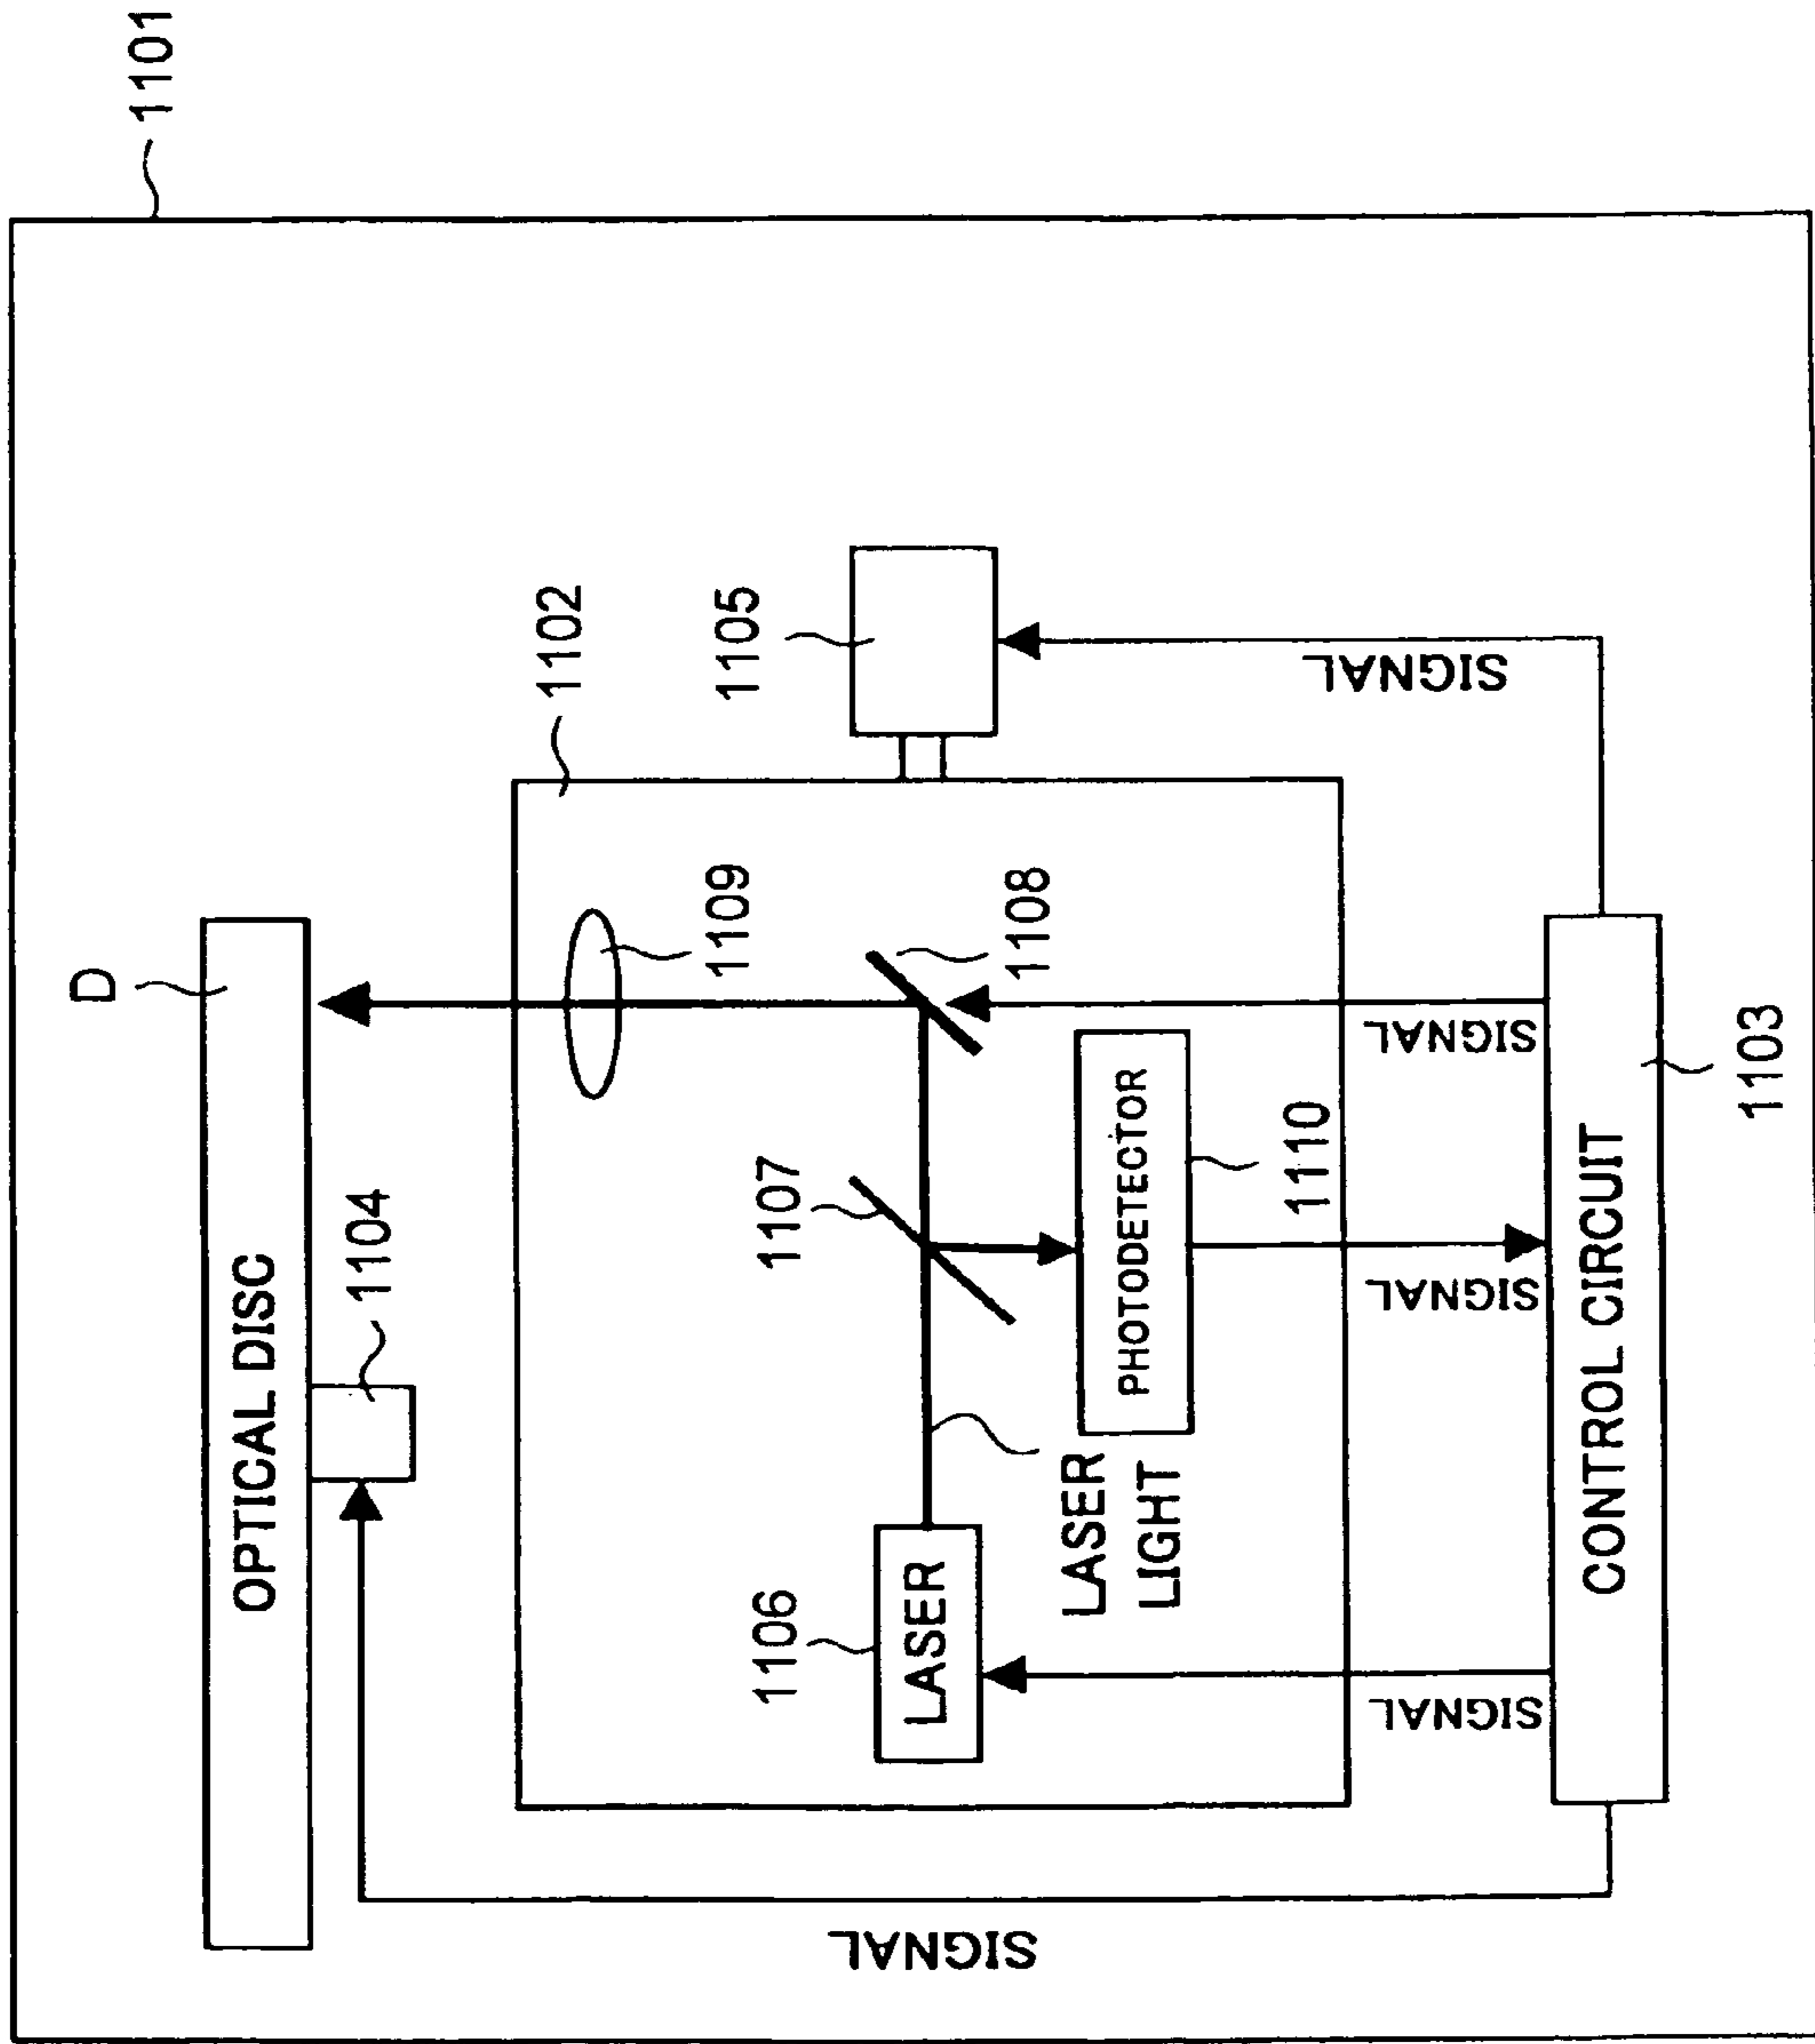 1101
D
OPTICAL DISC
1104
1102
1109
1105
1107
1108
1106
LASER
LASER
LIGHT
PHOTODETECTOR
1110
SIGNAL
SIGNAL
SIGNAL
SIGNAL
SIGNAL
CONTROL CIRCUIT
1103